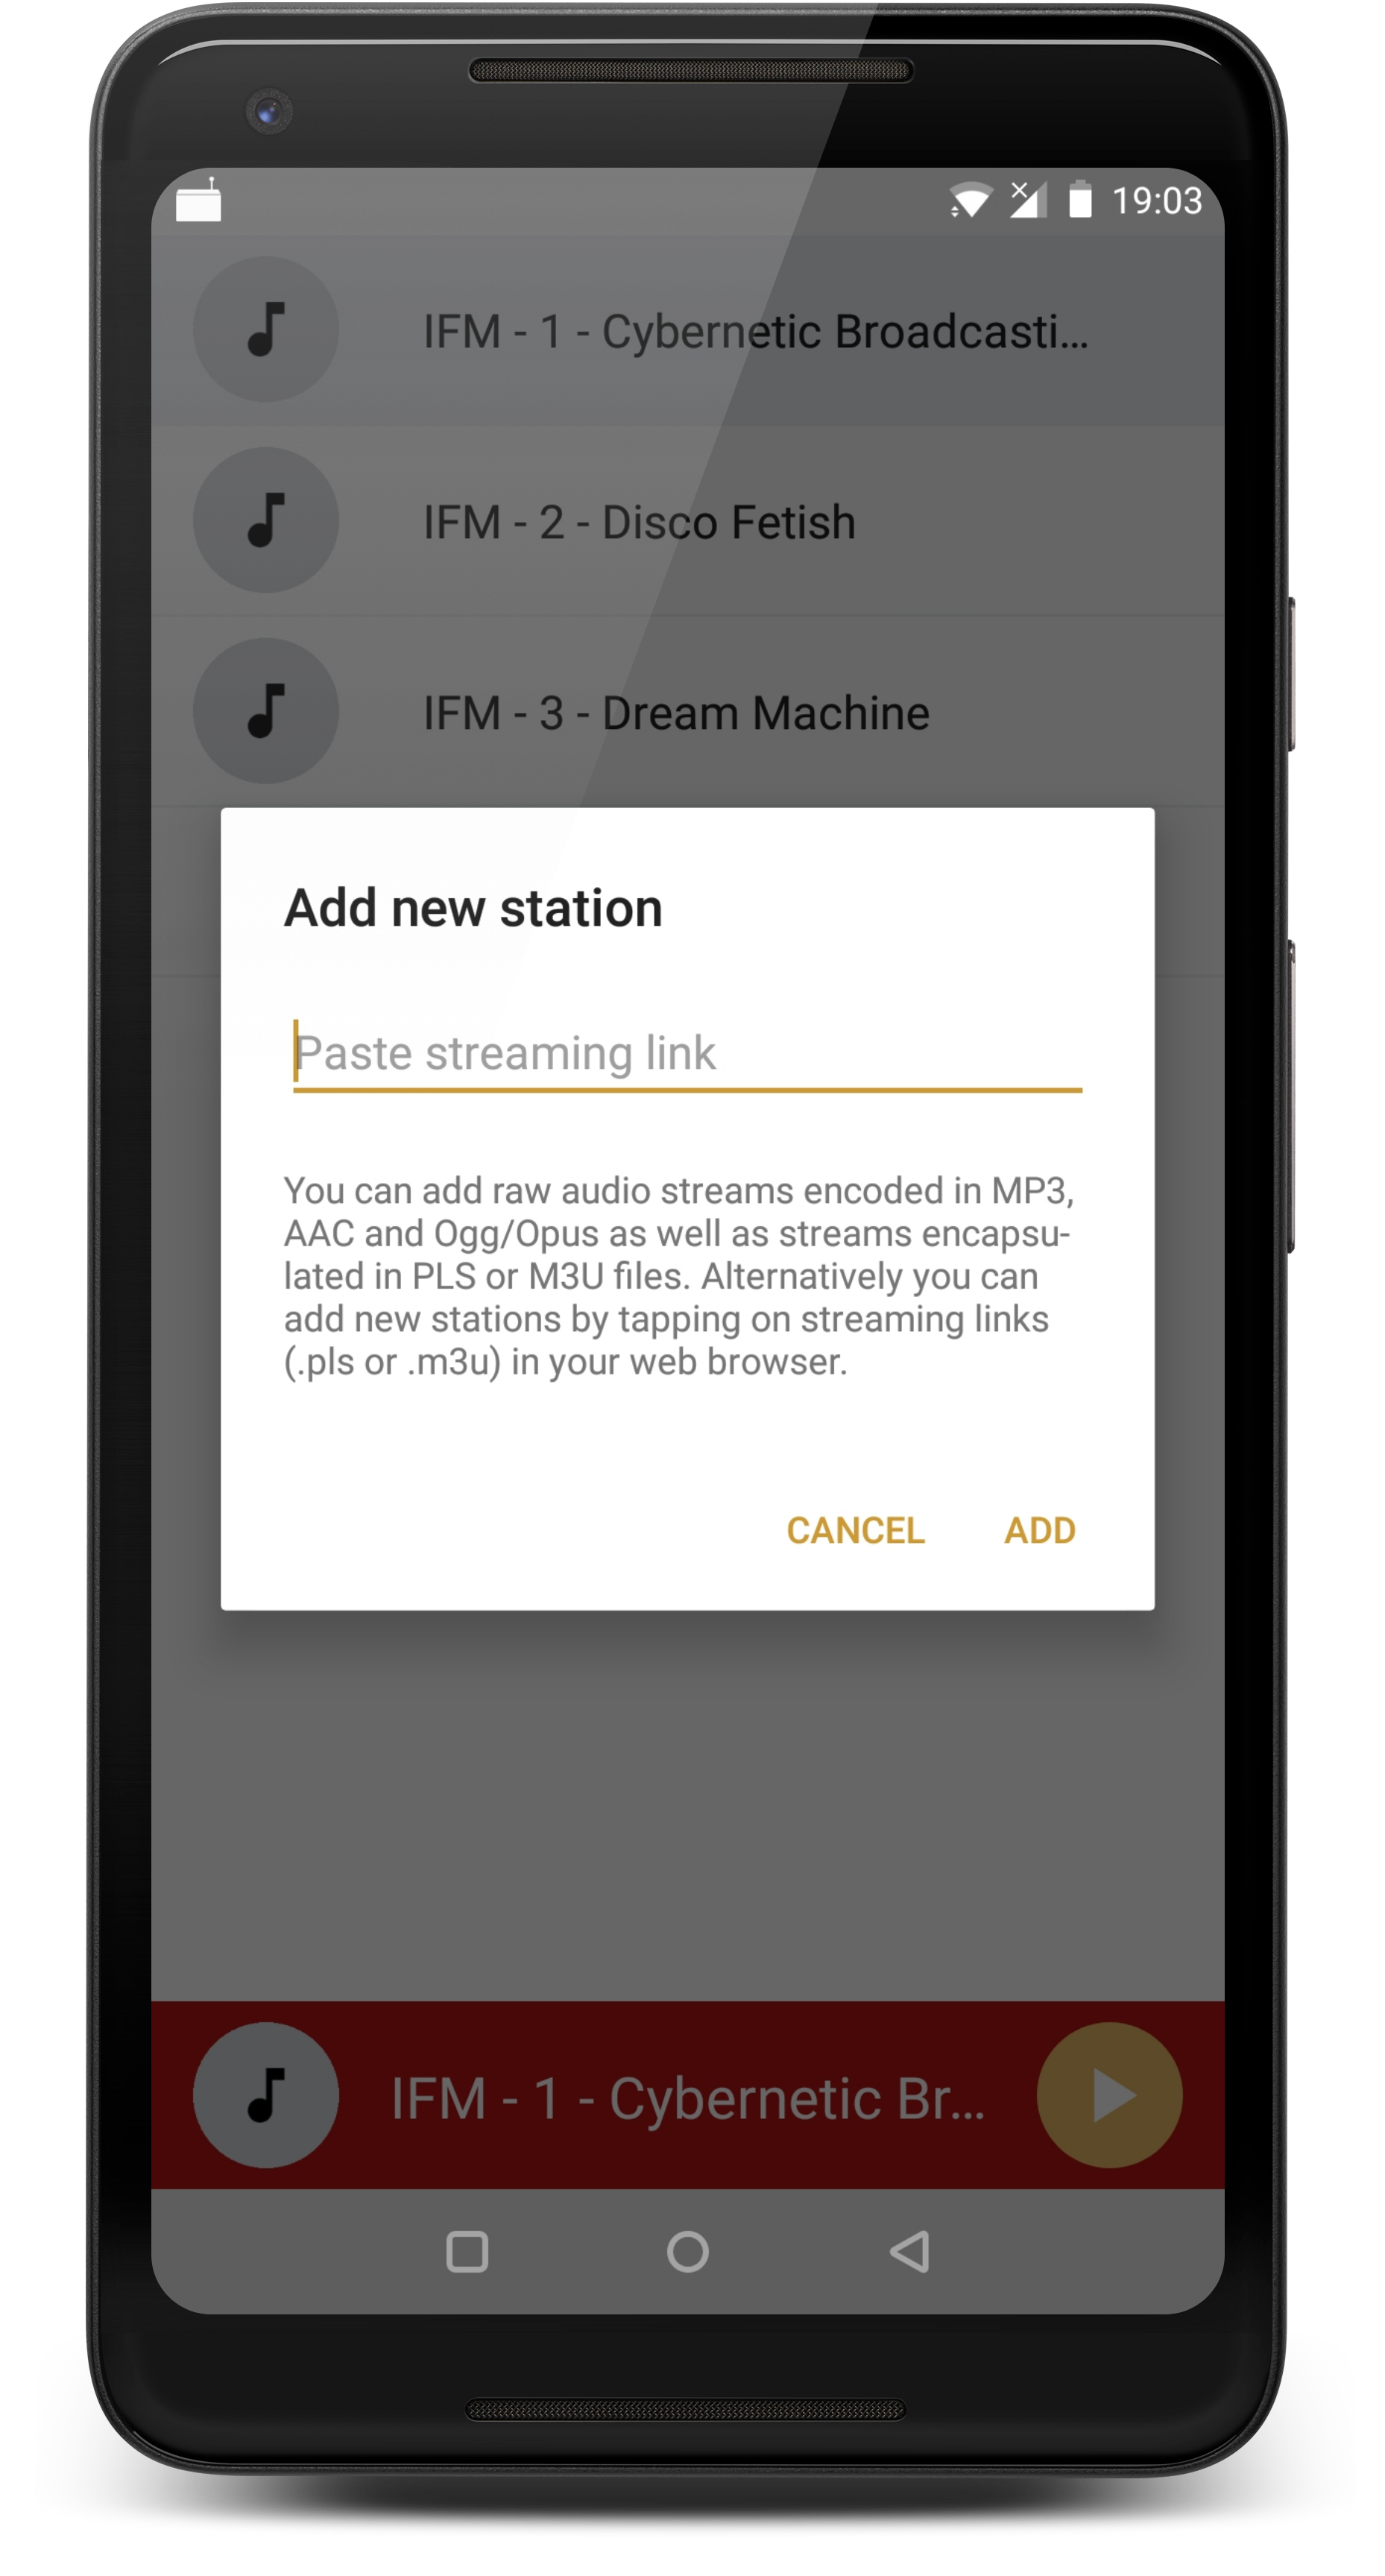 19:03
IFM - 1 - Cybernetic Broadcasti...
IFM - 2 - Disco Fetish
IFM - 3 - Dream Machine
Add new station
Paste streaming link
You can add raw audio streams encoded in MP3,
AAC and Ogg/Opus as well as streams encapsu-
lated in PLS or M3U files. Alternatively you can
add new stations by tapping on streaming links
(.pls or .m3u) in your web browser.
CANCEL ADD
IFM - 1 - Cybernetic Br...